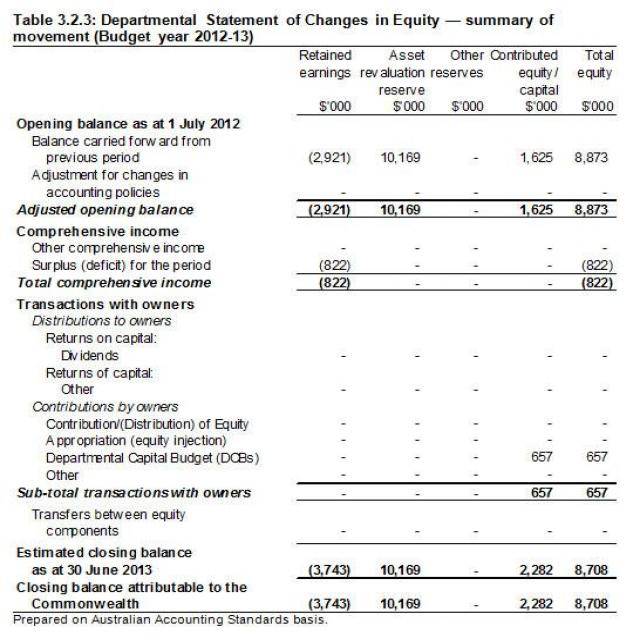 Table 3.2.3: Departmental Statement of Changes in Equity — summary of
movement (Budget year 2012-13)
Retained Asset Other Contributed Total
earnings revaluation reserves equity/ equity
reserve capital
$'000 $'000 $'000 $'000 $'000
Opening balance as at 1 July 2012
Balance carried forward from
previous period (2,921) 10,169 - 1,625 8,873
Adjustment for changes in
accounting policies - - - - -
Adjusted opening balance (2,921) 10,169 - 1,625 8,873
Comprehensive income
Other comprehensive income - - - - -
Surplus (deficit) for the period (822) - - - (822)
Total comprehensive income (822) - - - (822)
Transactions with owners
Distributions to owners
Returns on capital:
Dividends - - - - -
Returns of capital:
Other - - - - -
Contributions by owners
Contribution/(Distribution) of Equity - - - - -
Appropriation (equity injection) - - - - -
Departmental Capital Budget (DCBs) - - - 657 657
Other - - - - -
Sub-total transactions with owners - - - 657 657
Transfers between equity
components - - - - -
Estimated closing balance
as at 30 June 2013 (3,743) 10,169 - 2,282 8,708
Closing balance attributable to the
Commonwealth (3,743) 10,169 - 2,282 8,708
Prepared on Australian Accounting Standards basis.